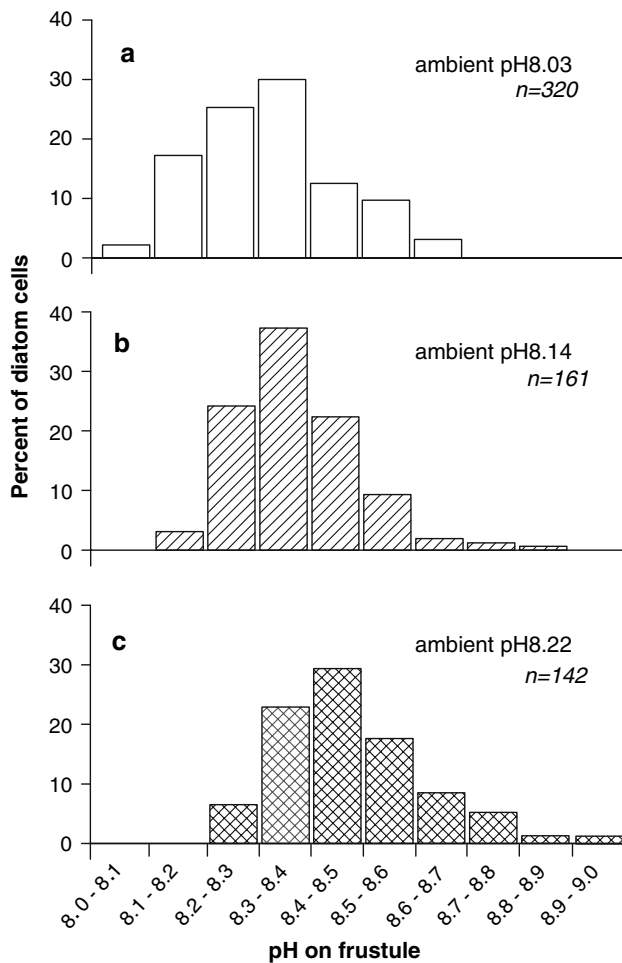 40
a
ambient pH8.03
n=320
30
20
10
0
Percent of diatom cells
40
b
ambient pH8.14
n=161
30
20
10
0
40
c
ambient pH8.22
n=142
30
20
10
0
8.0 - 8.1
8.1 - 8.2
8.2 - 8.3
8.3 - 8.4
8.4 - 8.5
8.5 - 8.6
8.6 - 8.7
8.7 - 8.8
8.8 - 8.9
8.9 - 9.0
pH on frustule